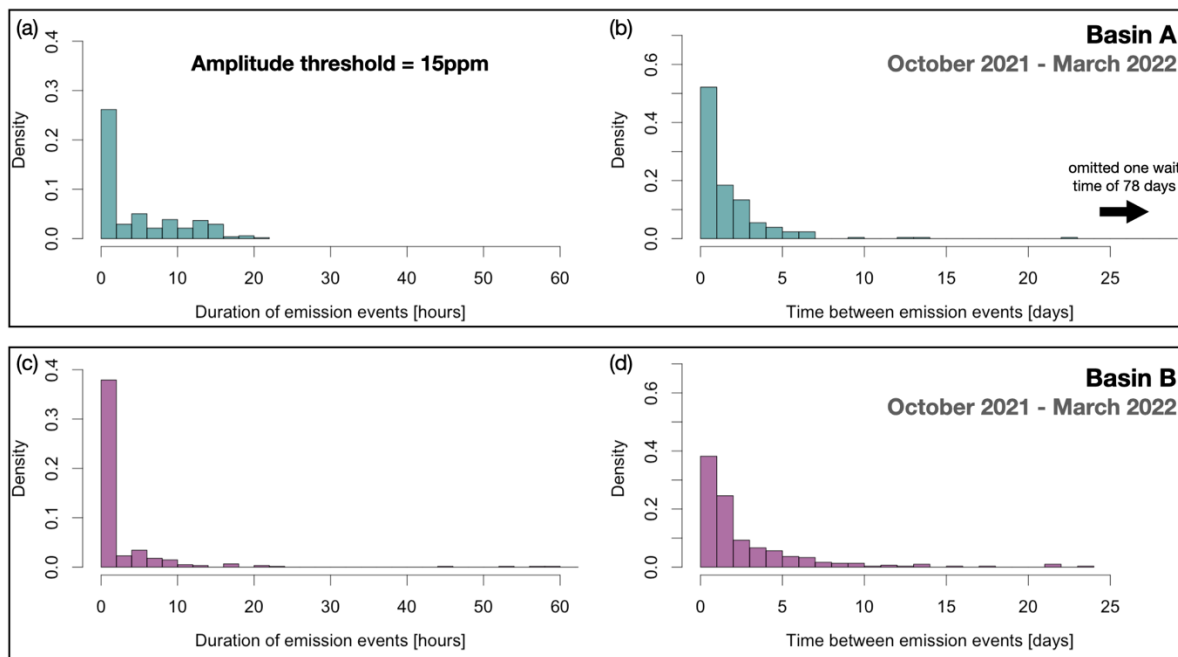 (a)
Amplitude threshold = 15ppm
Density
0.0 0.1 0.2 0.3 0.4
0 10 20 30 40 50 60
Duration of emission events [hours]
(b)
Basin A
October 2021 - March 2022
omitted one wait
time of 78 days
Density
0.0 0.2 0.4 0.6
0 5 10 15 20 25
Time between emission events [days]
(c)
Density
0.0 0.1 0.2 0.3 0.4
0 10 20 30 40 50 60
Duration of emission events [hours]
(d)
Basin B
October 2021 - March 2022
Density
0.0 0.2 0.4 0.6
0 5 10 15 20 25
Time between emission events [days]